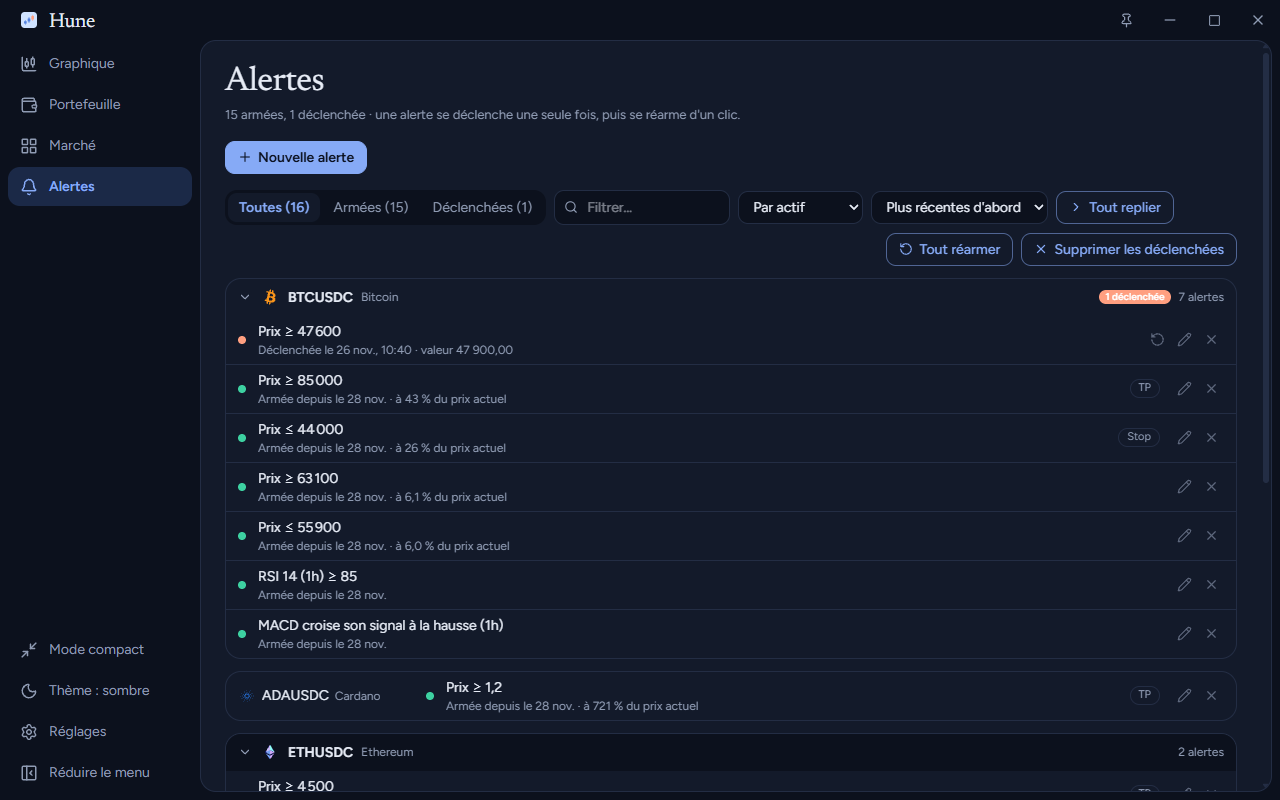 Hune
Graphique
Portefeuille
Marché
Alertes
Mode compact
Thème : sombre
Réglages
Réduire le menu
Alertes
15 armées, 1 déclenchée · une alerte se déclenche une seule fois, puis se réarme d'un clic.
+ Nouvelle alerte
Toutes (16) Armées (15) Déclenchées (1) Filtrer... Par actif Plus récentes d'abord Tout replier
Tout réarmer Supprimer les déclenchées
BTCUSDC Bitcoin 1 déclenchée 7 alertes
Prix ≥ 47 600
Déclenchée le 26 nov., 10:40 · valeur 47 900,00
Prix ≥ 85 000 TP
Armée depuis le 28 nov. · à 43 % du prix actuel
Prix ≤ 44 000 Stop
Armée depuis le 28 nov. · à 26 % du prix actuel
Prix ≥ 63 100
Armée depuis le 28 nov. · à 6,1 % du prix actuel
Prix ≤ 55 900
Armée depuis le 28 nov. · à 6,0 % du prix actuel
RSI 14 (1h) ≥ 85
Armée depuis le 28 nov.
MACD croise son signal à la hausse (1h)
Armée depuis le 28 nov.
ADAUSDC Cardano Prix ≥ 1,2 TP
Armée depuis le 28 nov. · à 721 % du prix actuel
ETHUSDC Ethereum 2 alertes
Prix ≥ 4 500 TP